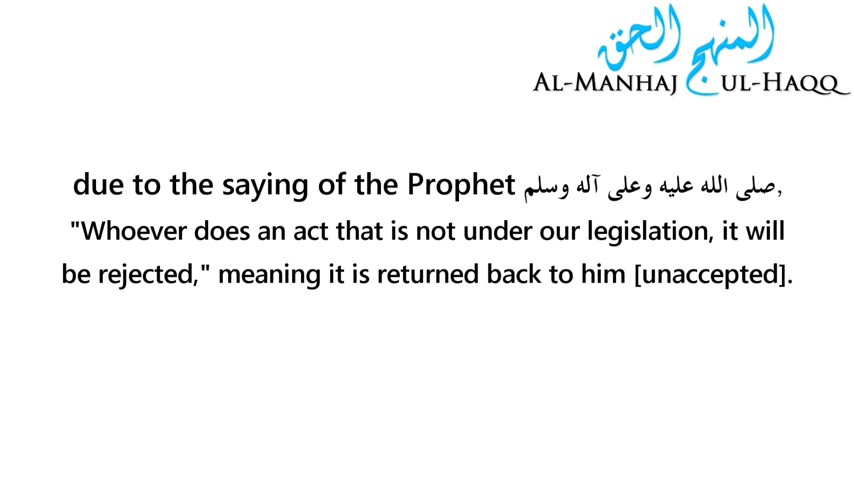 المنهج الحق
AL-MANHAJ UL-HAQQ
due to the saying of the Prophet صلى الله عليه وعلى آله وسلم,
"Whoever does an act that is not under our legislation, it will
be rejected," meaning it is returned back to him [unaccepted].